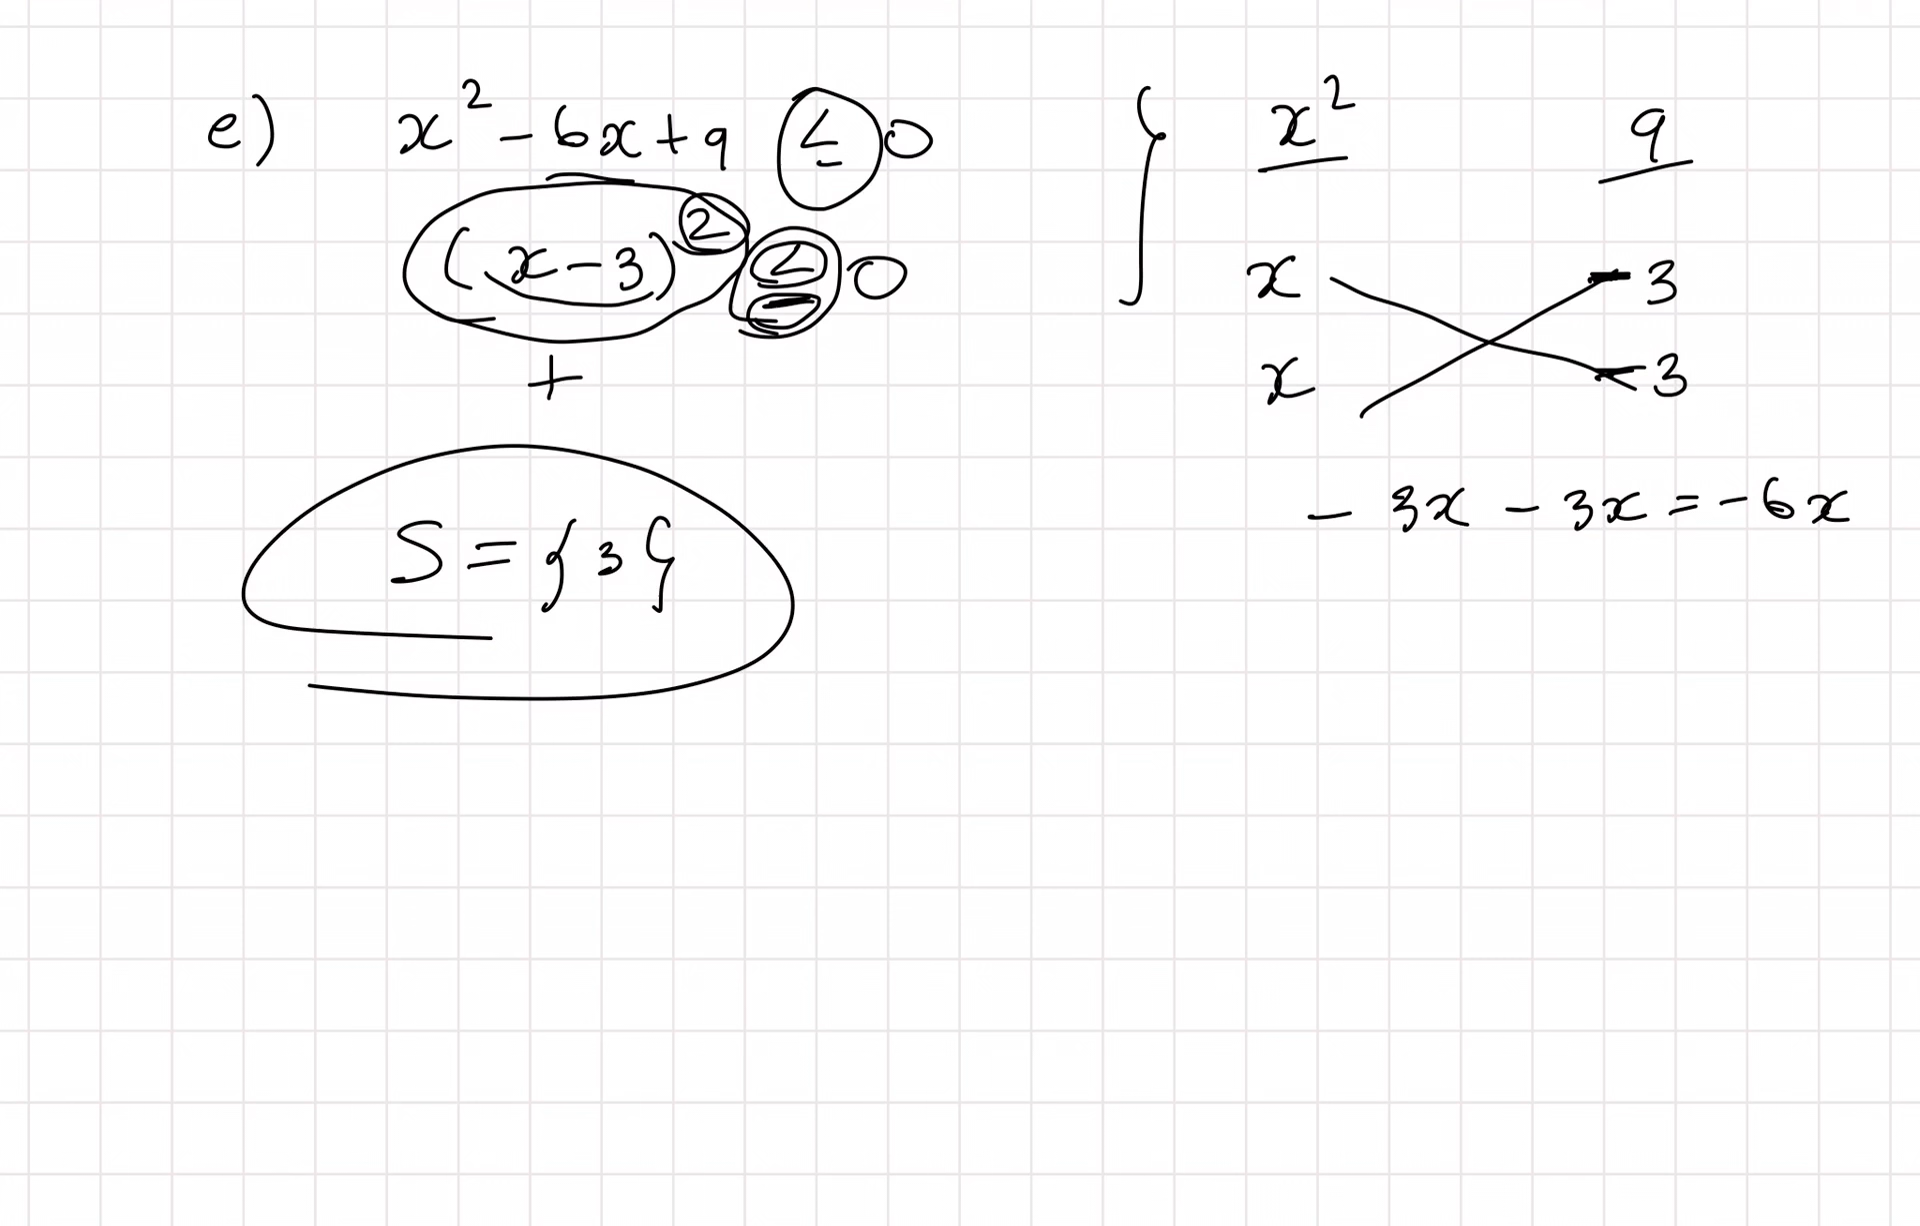 e) x² - 6x + 9 ≤ 0
(x - 3)² ≤ 0
+
S = {3}
x² 9
x -3
x -3
- 3x - 3x = -6x